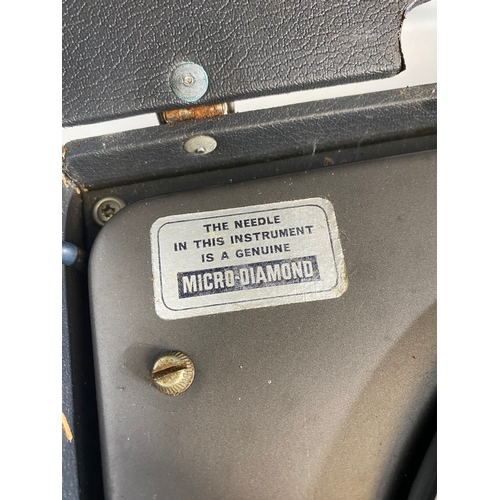 THE NEEDLE
IN THIS INSTRUMENT
IS A GENUINE
MICRO-DIAMOND